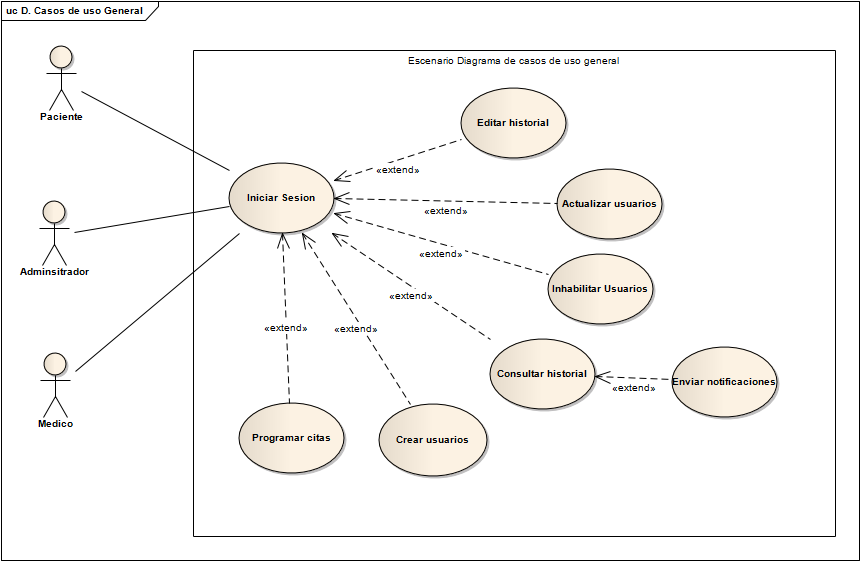 uc D. Casos de uso General
Escenario Diagrama de casos de uso general
Paciente
Editar historial
«extend»
Iniciar Sesion
Actualizar usuarios
«extend»
Adminsitrador
«extend»
Inhabilitar Usuarios
«extend»
«extend»
«extend»
Consultar historial
Enviar notificaciones
«extend»
Medico
Programar citas
Crear usuarios